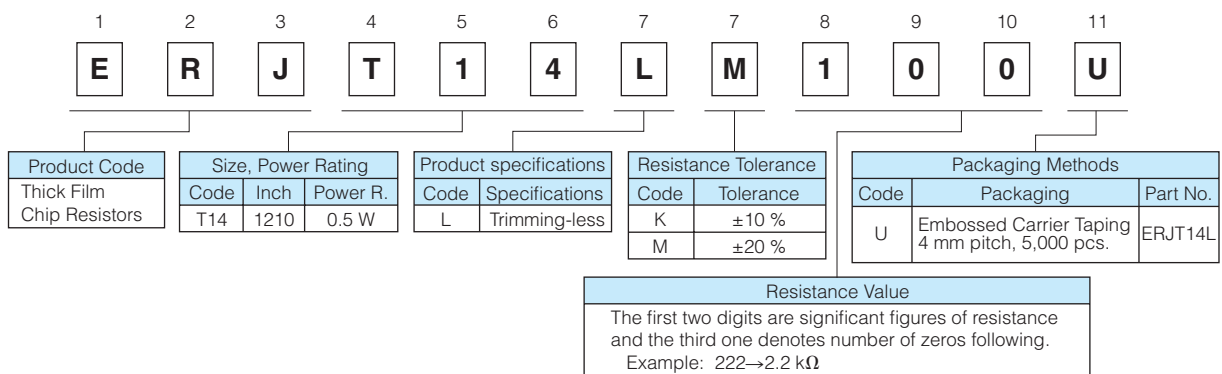 1 2 3 4 5 6 7 7 8 9 10 11
E R J T 1 4 L M 1 0 0 U
Product Code
Thick Film
Chip Resistors
Size, Power Rating
Code Inch Power R.
T14 1210 0.5 W
Product specifications
Code Specifications
L Trimming-less
Resistance Tolerance
Code Tolerance
K ±10 %
M ±20 %
Packaging Methods
Code Packaging Part No.
U Embossed Carrier Taping
4 mm pitch, 5,000 pcs. ERJT14L
Resistance Value
The first two digits are significant figures of resistance
and the third one denotes number of zeros following.
Example: 222→2.2 kΩ